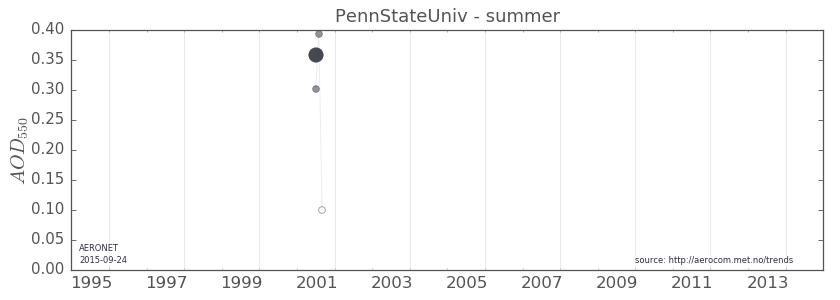 PennStateUniv - summer
0.40
0.35
0.30
0.25
0.20
0.15
0.10
0.05
0.00
AOD550
AERONET
2015-09-24
source: http://aerocom.met.no/trends
1995 1997 1999 2001 2003 2005 2007 2009 2011 2013